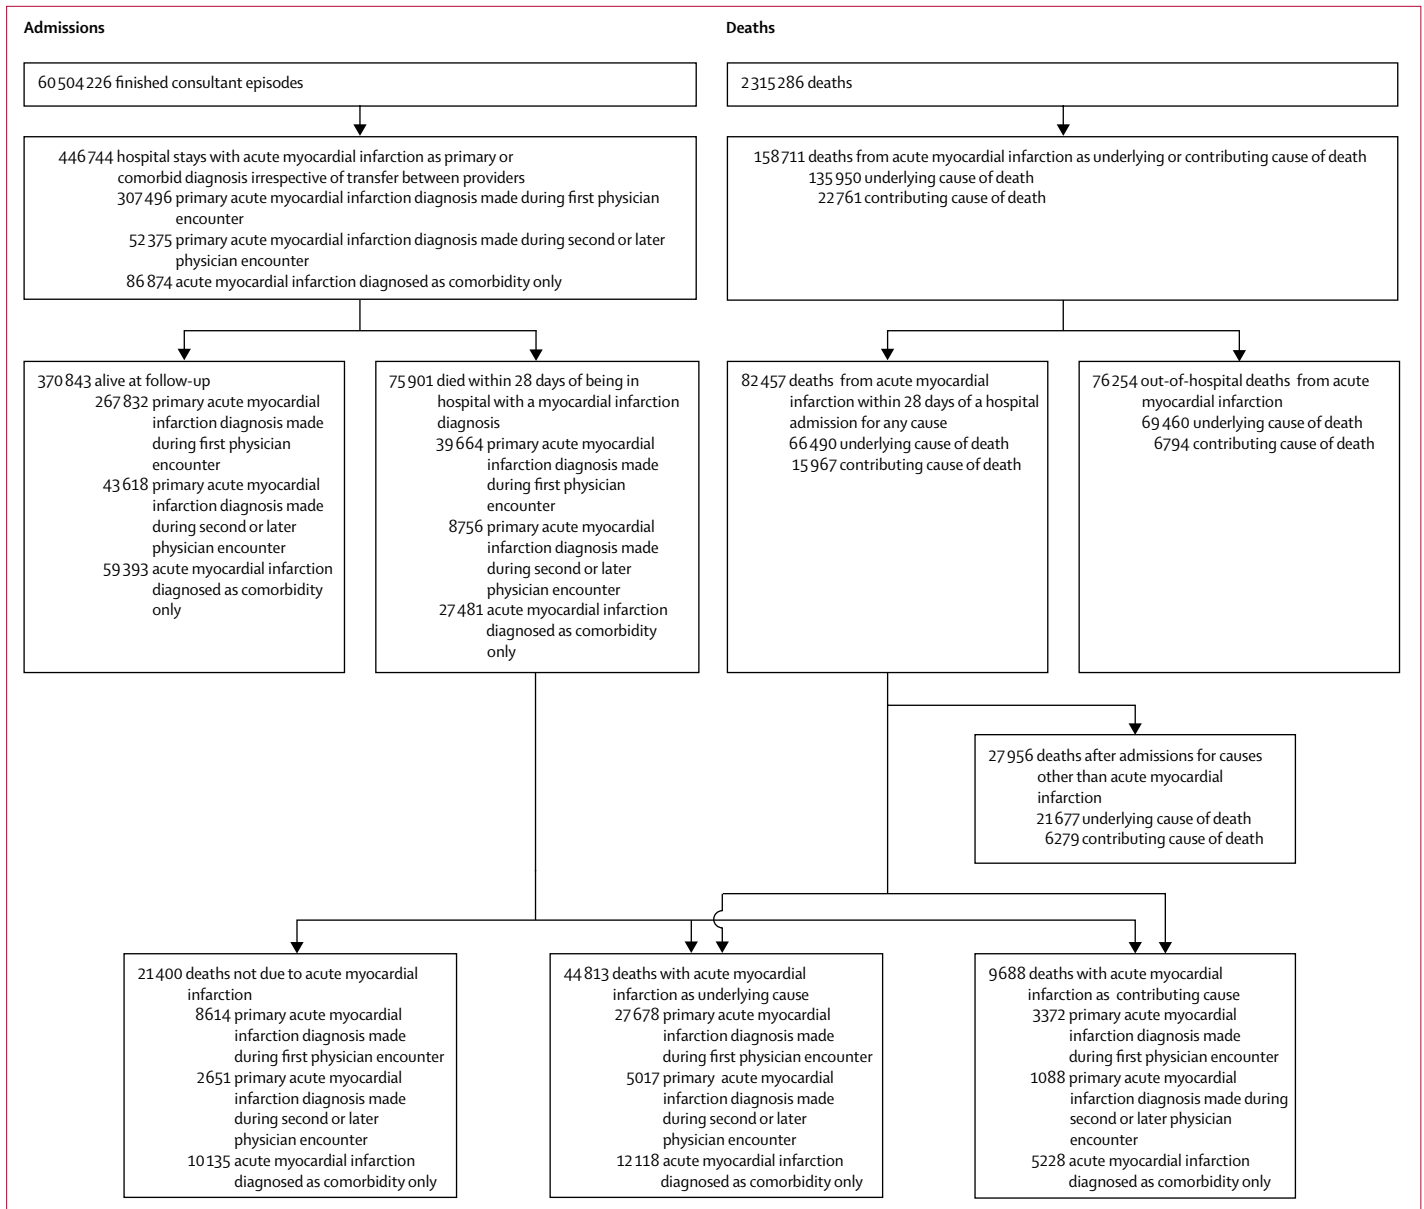 Admissions
Deaths
60 504 226 finished consultant episodes
2 315 286 deaths
446 744 hospital stays with acute myocardial infarction as primary or
comorbid diagnosis irrespective of transfer between providers
307 496 primary acute myocardial infarction diagnosis made during first physician
encounter
52 375 primary acute myocardial infarction diagnosis made during second or later
physician encounter
86 874 acute myocardial infarction diagnosed as comorbidity only
158 711 deaths from acute myocardial infarction as underlying or contributing cause of death
135 950 underlying cause of death
22 761 contributing cause of death
370 843 alive at follow-up
267 832 primary acute myocardial
infarction diagnosis made
during first physician
encounter
43 618 primary acute myocardial
infarction diagnosis made
during second or later
physician encounter
59 393 acute myocardial infarction
diagnosed as comorbidity
only
75 901 died within 28 days of being in
hospital with a myocardial infarction
diagnosis
39 664 primary acute myocardial
infarction diagnosis made
during first physician
encounter
8756 primary acute myocardial
infarction diagnosis made
during second or later
physician encounter
27 481 acute myocardial infarction
diagnosed as comorbidity
only
82 457 deaths from acute myocardial
infarction within 28 days of a hospital
admission for any cause
66 490 underlying cause of death
15 967 contributing cause of death
76 254 out-of-hospital deaths from acute
myocardial infarction
69 460 underlying cause of death
6794 contributing cause of death
27 956 deaths after admissions for causes
other than acute myocardial
infarction
21 677 underlying cause of death
6279 contributing cause of death
21 400 deaths not due to acute myocardial
infarction
8614 primary acute myocardial
infarction diagnosis made
during first physician encounter
2651 primary acute myocardial
infarction diagnosis made
during second or later
physician encounter
10 135 acute myocardial infarction
diagnosed as comorbidity only
44 813 deaths with acute myocardial
infarction as underlying cause
27 678 primary acute myocardial
infarction diagnosis made
during first physician encounter
5017 primary acute myocardial
infarction diagnosis made
during second or later
physician encounter
12 118 acute myocardial infarction
diagnosed as comorbidity only
9688 deaths with acute myocardial
infarction as contributing cause
3372 primary acute myocardial
infarction diagnosis made
during first physician encounter
1088 primary acute myocardial
infarction diagnosis made during
second or later physician
encounter
5228 acute myocardial infarction
diagnosed as comorbidity only